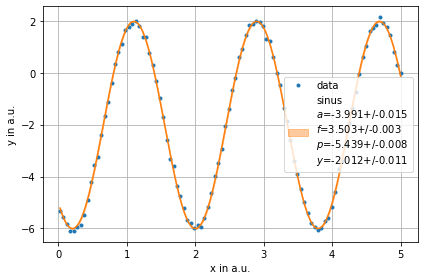 y in a.u.
0
−2
−4
−6
2
data
sinus
a=-3.991+/-0.015
f=3.503+/-0.003
p=-5.439+/-0.008
y=-2.012+/-0.011
0
1
2
3
4
5
x in a.u.